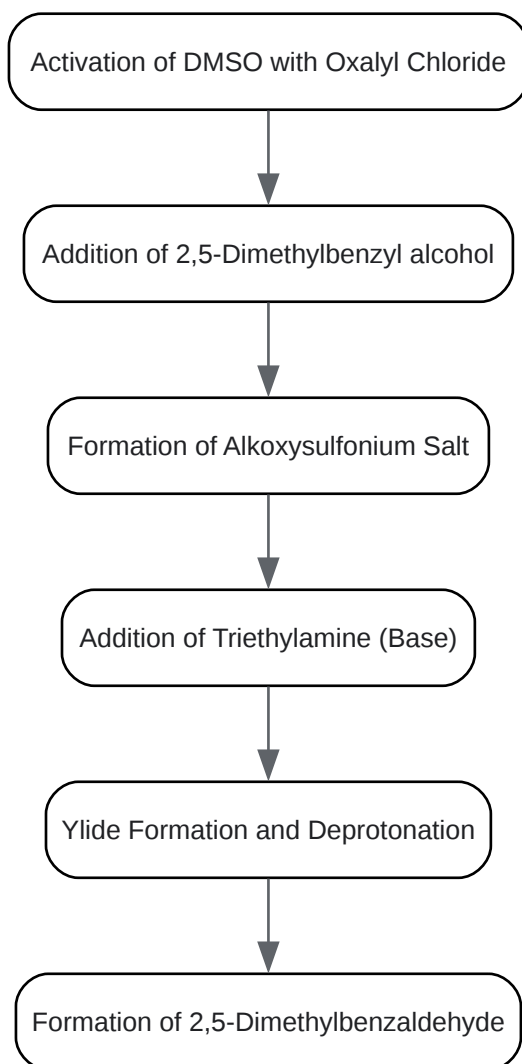 Activation of DMSO with Oxalyl Chloride
Addition of 2,5-Dimethylbenzyl alcohol
Formation of Alkoxysulfonium Salt
Addition of Triethylamine (Base)
Ylide Formation and Deprotonation
Formation of 2,5-Dimethylbenzaldehyde